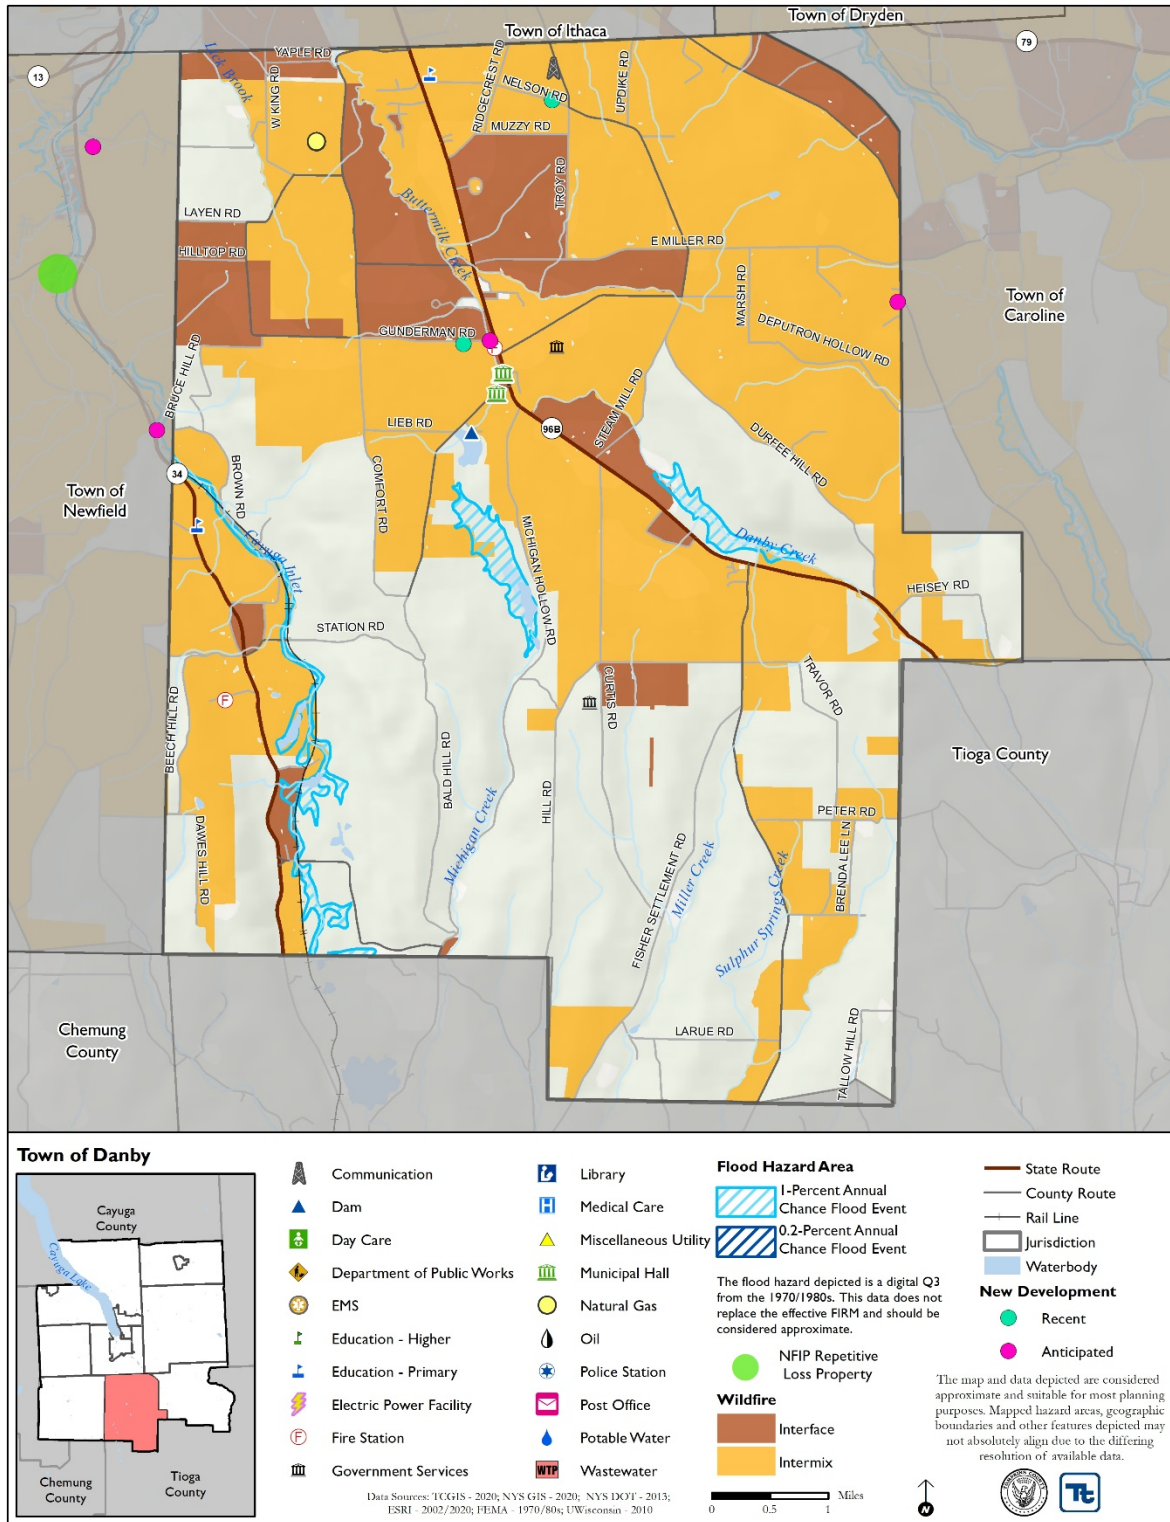 Town of Dryden
Town of Ithaca
79
13
Lick Brook
YAPLE RD
W KING RD
RIDGECREST RD
NELSON RD
UPDIKE RD
MUZZY RD
TROY RD
Buttermilk Creek
LAYEN RD
HILLTOP RD
E MILLER RD
MARSH RD
Town of
Caroline
DEPUTRON HOLLOW RD
GUNDERMAN RD
F
BRUCE HILL RD
STEAM MILL RD
LIEB RD
96B
DURFEE HILL RD
34
Town of
Newfield
BROWN RD
COMFORT RD
MICHIGAN HOLLOW RD
Danby Creek
Cayuga Inlet
HEISEY RD
STATION RD
BEECH HILL RD
F
CURTIS RD
TRAVOR RD
Tioga County
BALD HILL RD
HILL RD
DAWES HILL RD
Michigan Creek
PETER RD
BRENDA LEE LN
FISHER SETTLEMENT RD
Miller Creek
Sulphur Springs Creek
Chemung
County
LARUE RD
TALLOW HILL RD
Town of Danby
Cayuga
County
Cayuga Lake
Chemung
County
Tioga
County
Communication
Dam
Day Care
Department of Public Works
EMS
Education - Higher
Education - Primary
Electric Power Facility
F Fire Station
Government Services
Library
H Medical Care
Miscellaneous Utility
Municipal Hall
Natural Gas
Oil
Police Station
Post Office
Potable Water
WTP Wastewater
Flood Hazard Area
1-Percent Annual
Chance Flood Event
0.2-Percent Annual
Chance Flood Event
The flood hazard depicted is a digital Q3
from the 1970/1980s. This data does not
replace the effective FIRM and should be
considered approximate.
NFIP Repetitive
Loss Property
Wildfire
Interface
Intermix
State Route
County Route
Rail Line
Jurisdiction
Waterbody
New Development
Recent
Anticipated
The map and data depicted are considered
approximate and suitable for most planning
purposes. Mapped hazard areas, geographic
boundaries and other features depicted may
not absolutely align due to the differing
resolution of available data.
Data Sources: TCGIS - 2020; NYS GIS - 2020; NYS DOT - 2013;
ESRI - 2002/2020; FEMA - 1970/80s; UWisconsin - 2010
0 0.5 1 Miles
N
TOMPKINS COUNTY
Tt